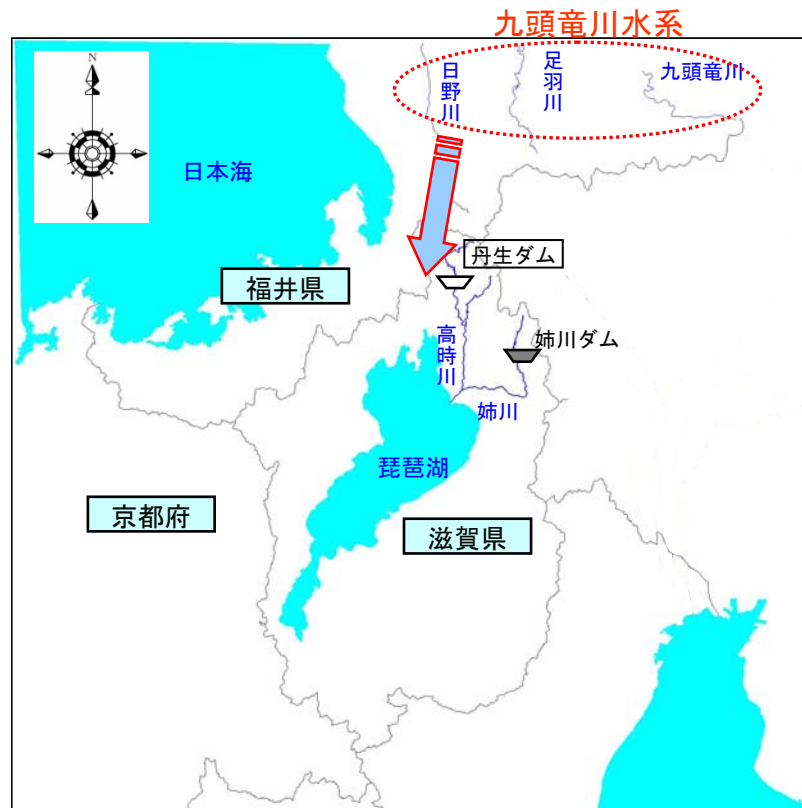 九頭竜川水系
N
日野川
足羽川
九頭竜川
日本海
丹生ダム
福井県
高時川
姉川ダム
姉川
琵琶湖
京都府
滋賀県